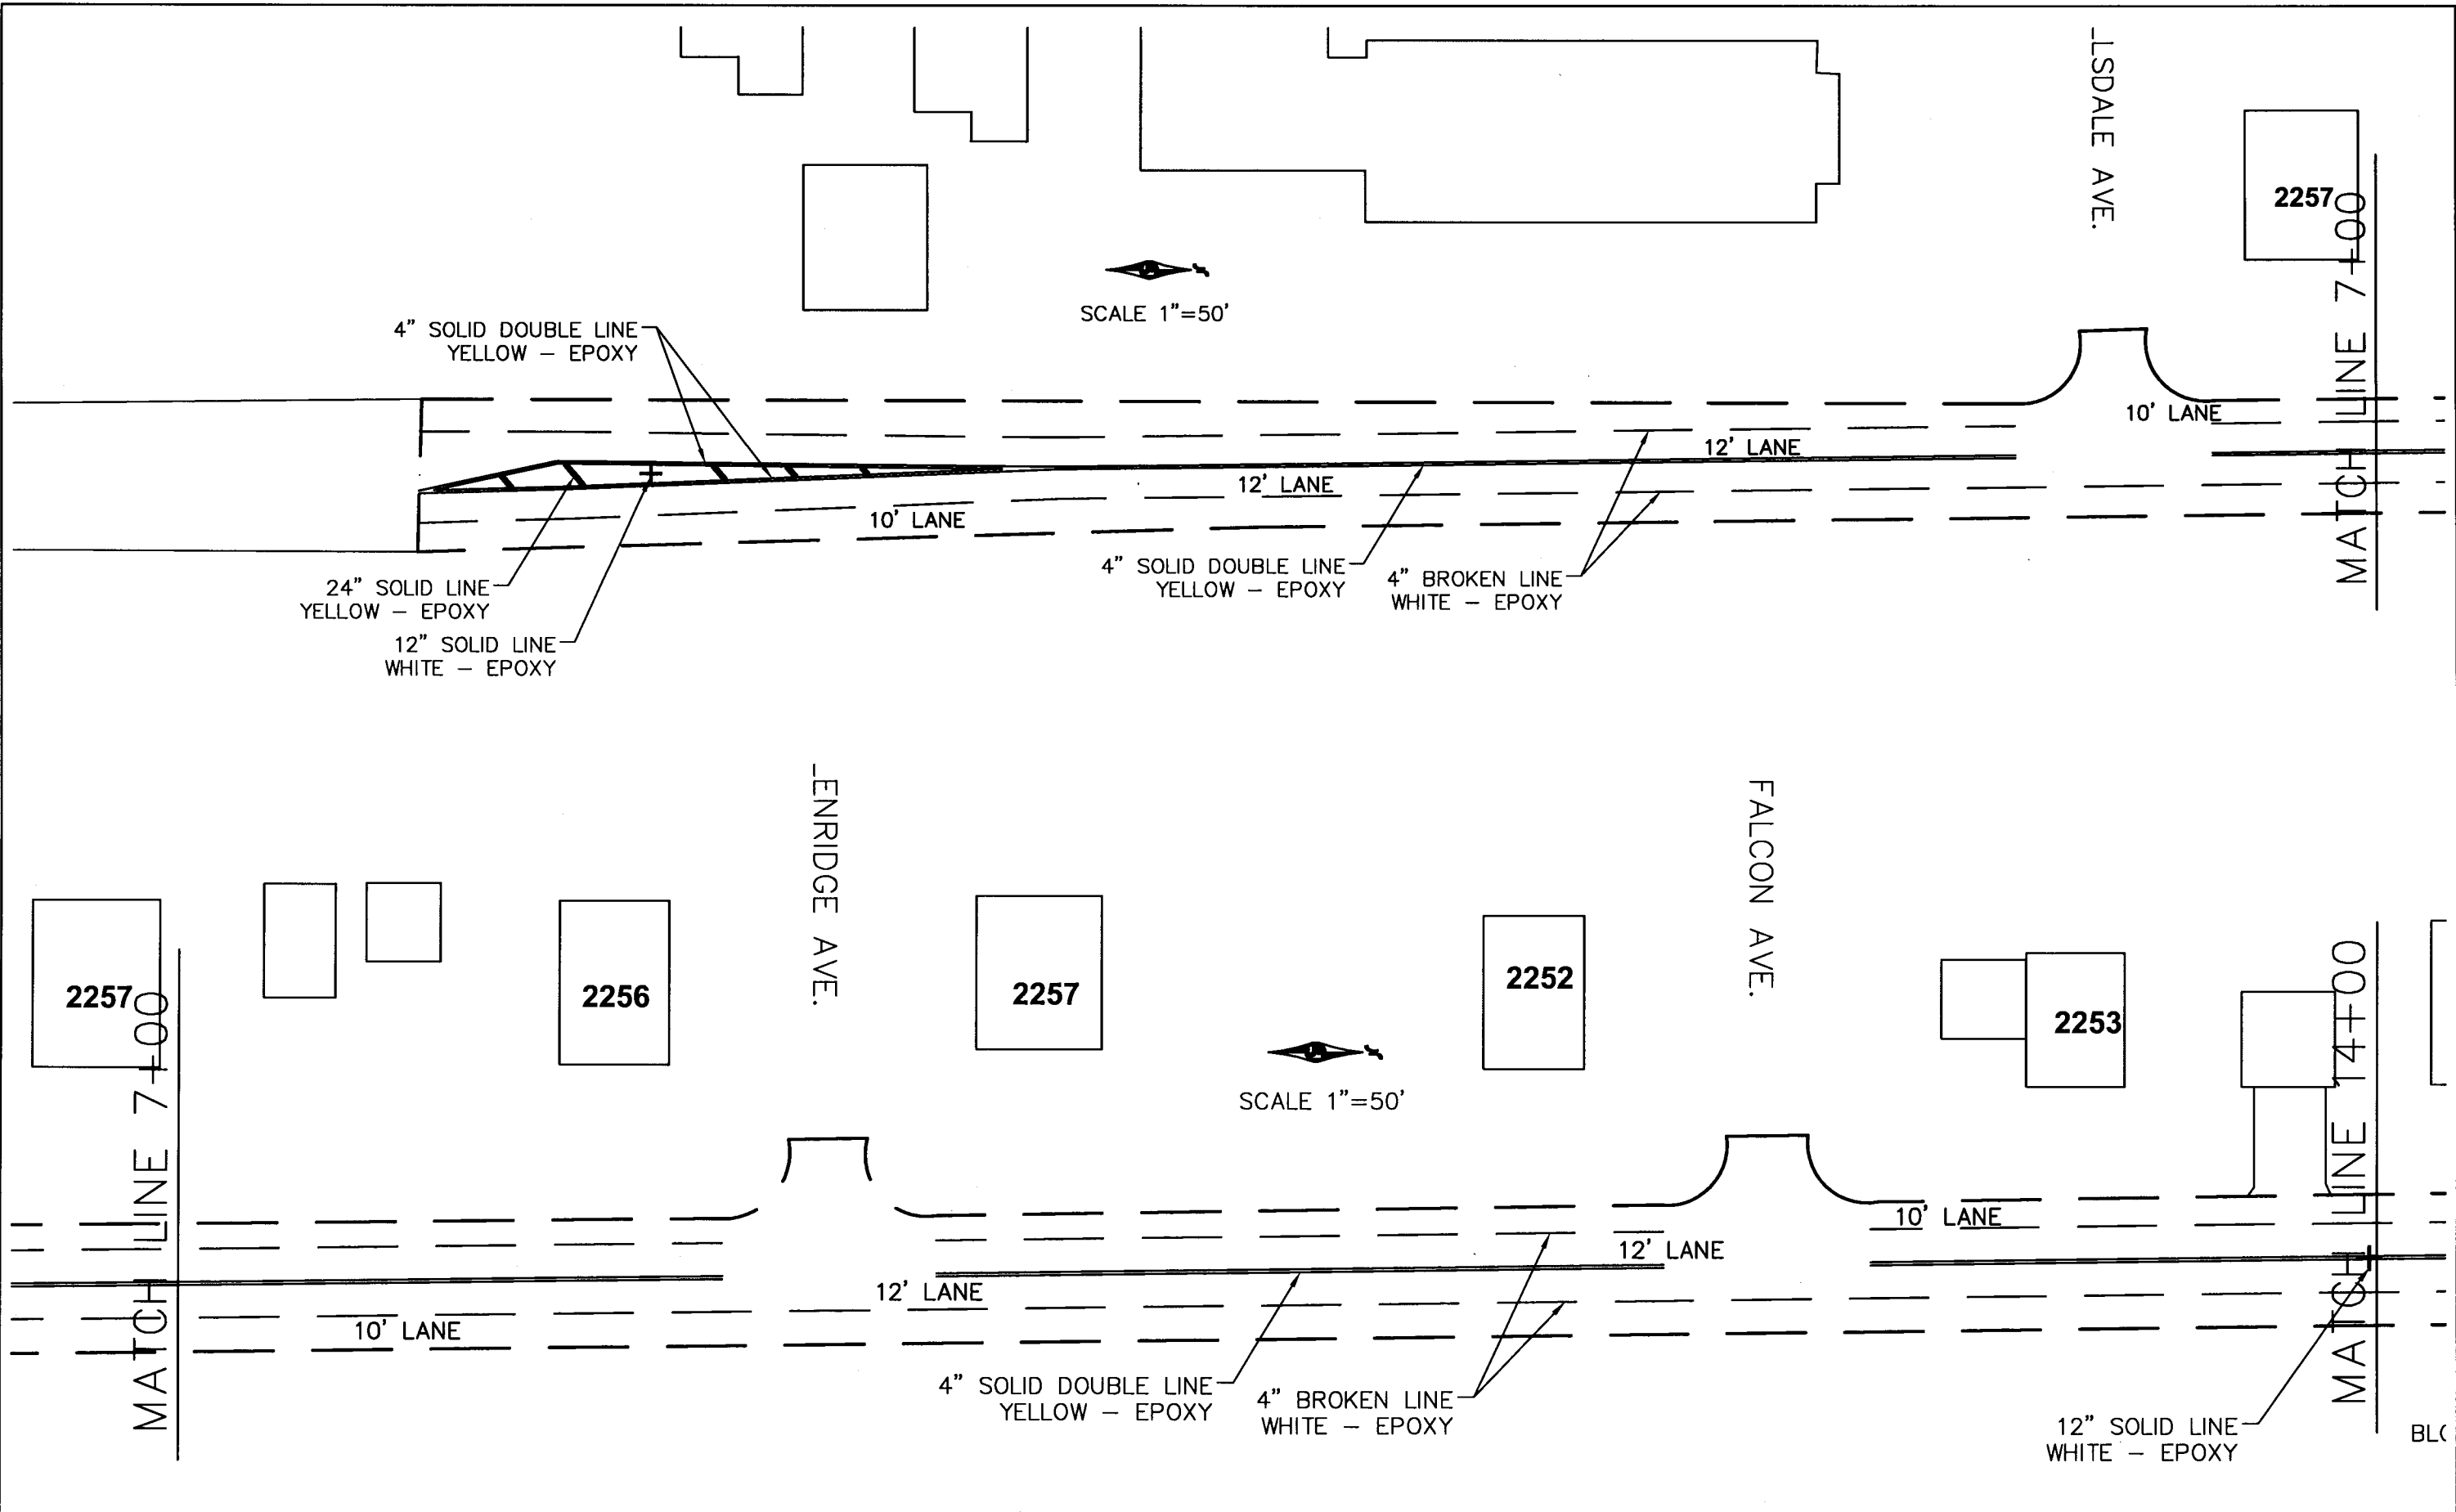 LSDALE AVE.
2257
MATCH LINE 7+00
SCALE 1"=50'
4" SOLID DOUBLE LINE
YELLOW – EPOXY
10' LANE
12' LANE
12' LANE
10' LANE
4" SOLID DOUBLE LINE
YELLOW – EPOXY
4" BROKEN LINE
WHITE – EPOXY
24" SOLID LINE
YELLOW – EPOXY
12" SOLID LINE
WHITE – EPOXY
ENRIDGE AVE.
FALCON AVE.
2257
MATCH LINE 7+00
2256
2257
2252
2253
MATCH LINE 14+00
SCALE 1"=50'
10' LANE
12' LANE
12' LANE
10' LANE
4" SOLID DOUBLE LINE
YELLOW – EPOXY
4" BROKEN LINE
WHITE – EPOXY
12" SOLID LINE
WHITE – EPOXY